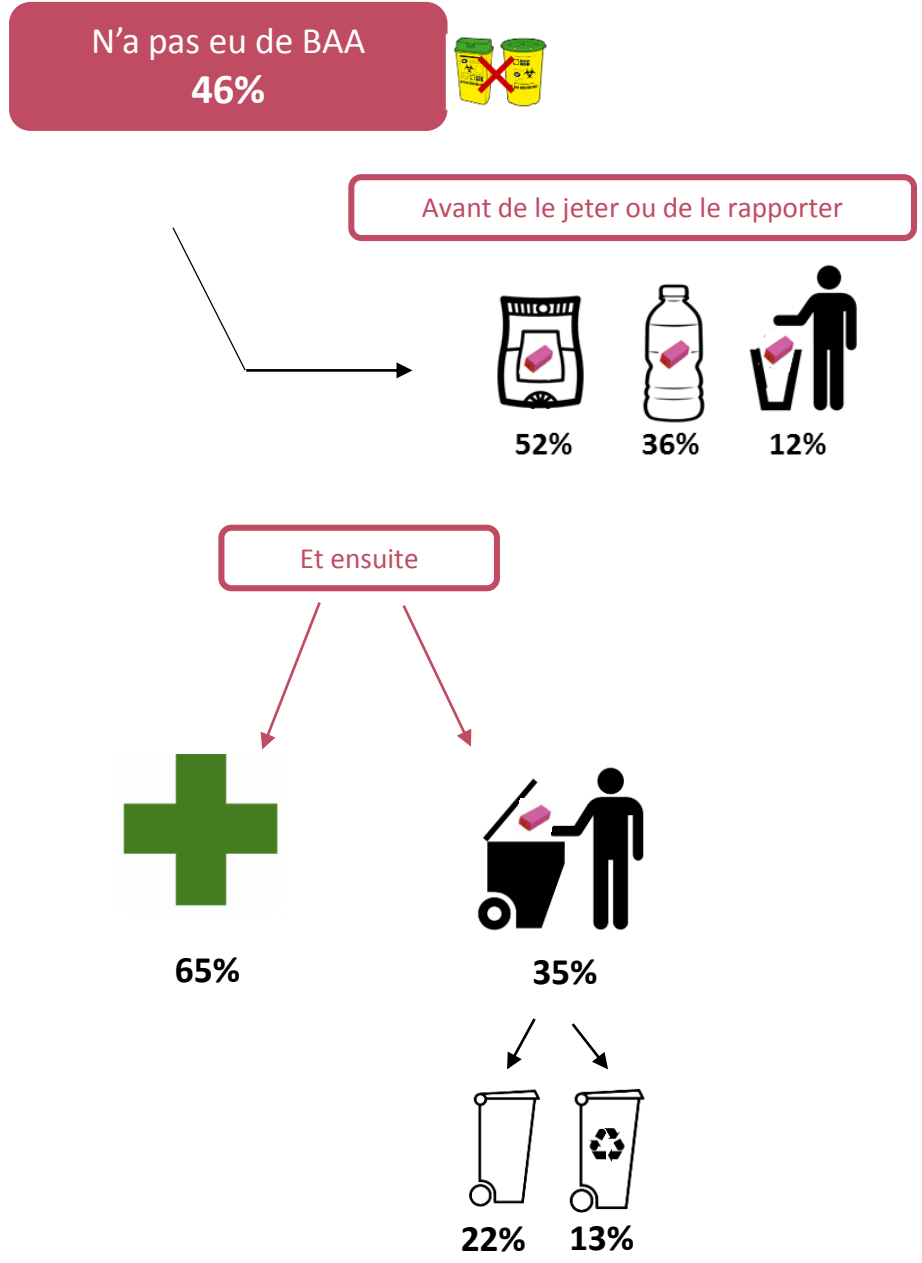 N'a pas eu de BAA
46%
Avant de le jeter ou de le rapporter
52%
36%
12%
Et ensuite
65%
35%
22%
13%